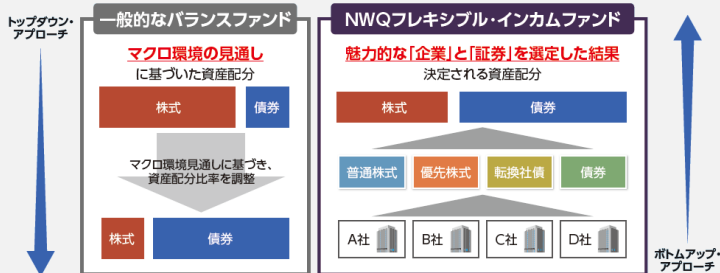 トップダウン・
アプローチ
一般的なバランスファンド
マクロ環境の見通し
に基づいた資産配分
株式
債券
マクロ環境見通しに基づき、
資産配分比率を調整
株式
債券
NWQフレキシブル・インカムファンド
魅力的な「企業」と「証券」を選定した結果
決定される資産配分
株式
債券
普通株式
優先株式
転換社債
債券
A社
B社
C社
D社
ボトムアップ・
アプローチ